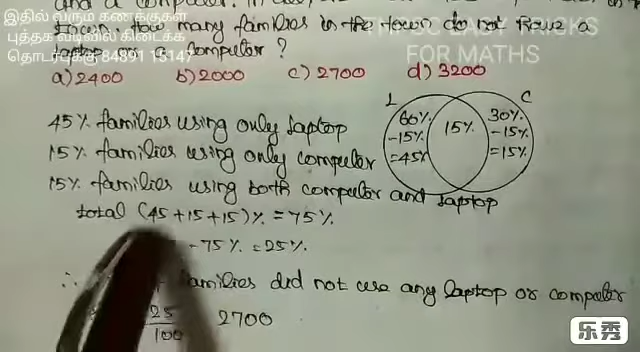 and a computer.
இதில் வரும் கணக்குகள்
town. How many families in the town do not have a
புத்தக வடிவில் கிடைக்க
laptop or a computer?
தொடர்புக்கு 84891 15147
TRICKS
FOR MATHS
a) 2400 b) 2000 c) 2700 d) 3200
L C
45% families using only laptop
15% families using only computer
15% families using both computer and laptop
60%
-15%
=45%
15%
30%
-15%
=15%
total (45+15+15)% = 75%
- 75% = 25%
∴ families did not use any laptop or computer
25
100
2700
乐秀